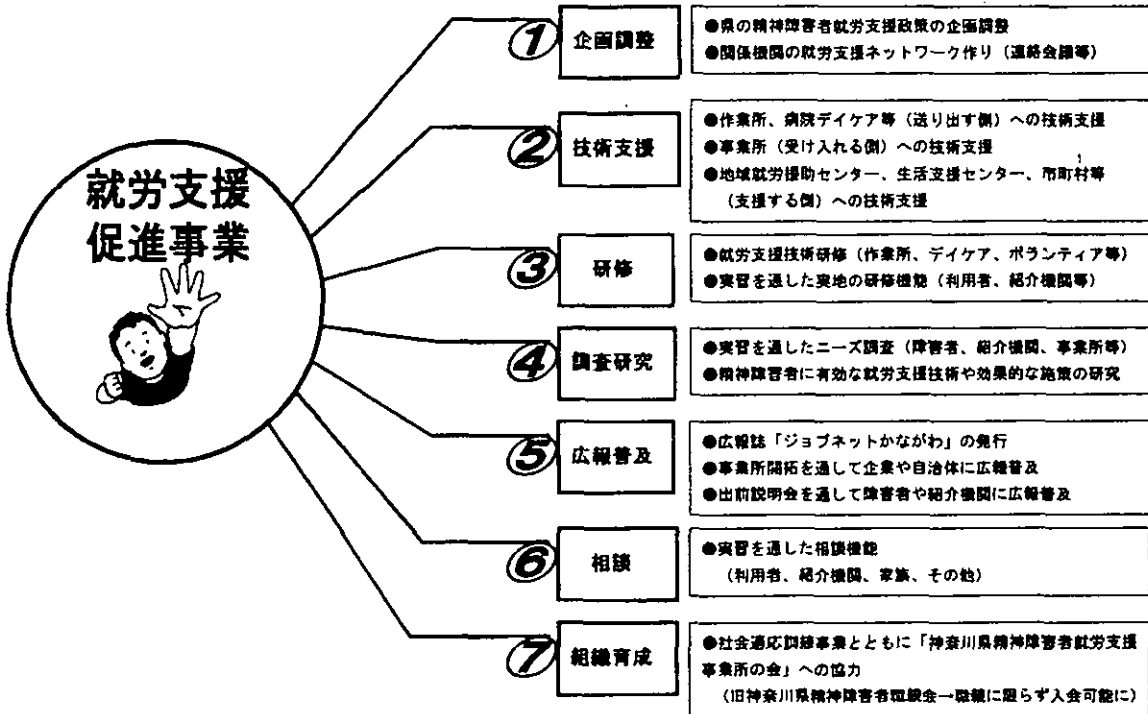 就労支援
促進事業
1 企画調整
●県の精神障害者就労支援政策の企画調整
●関係機関の就労支援ネットワーク作り（連絡会議等）
2 技術支援
●作業所、病院デイケア等（送り出す側）への技術支援
●事業所（受け入れる側）への技術支援
●地域就労援助センター、生活支援センター、市町村等
（支援する側）への技術支援
3 研修
●就労支援技術研修（作業所、デイケア、ボランティア等）
●実習を通した実地の研修機能（利用者、紹介機関等）
4 調査研究
●実習を通したニーズ調査（障害者、紹介機関、事業所等）
●精神障害者に有効な就労支援技術や効果的な施策の研究
5 広報普及
●広報誌「ジョブネットかながわ」の発行
●事業所開拓を通して企業や自治体に広報普及
●出前説明会を通して障害者や紹介機関に広報普及
6 相談
●実習を通した相談機能
（利用者、紹介機関、家族、その他）
7 組織育成
●社会適応訓練事業とともに「神奈川県精神障害者就労支援
事業所の会」への協力
（旧神奈川県精神障害者職親会→職親に限らず入会可能に）